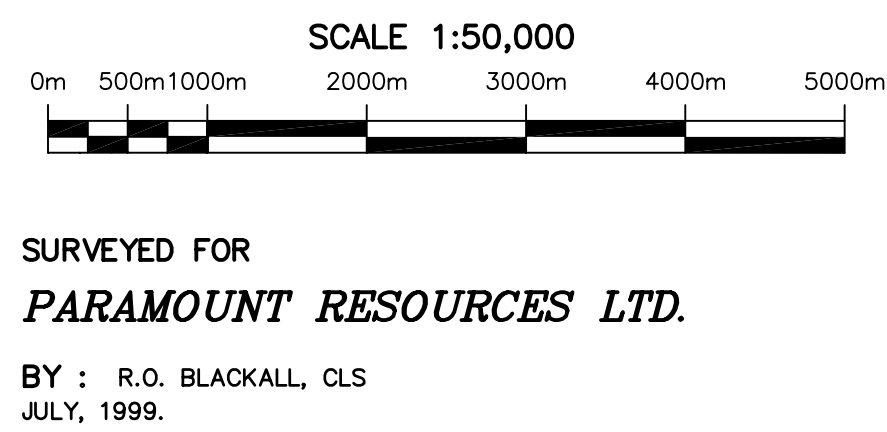 SCALE 1:50,000
0m 500m 1000m 2000m 3000m 4000m 5000m
SURVEYED FOR
PARAMOUNT RESOURCES LTD.
BY : R.O. BLACKALL, CLS
JULY, 1999.